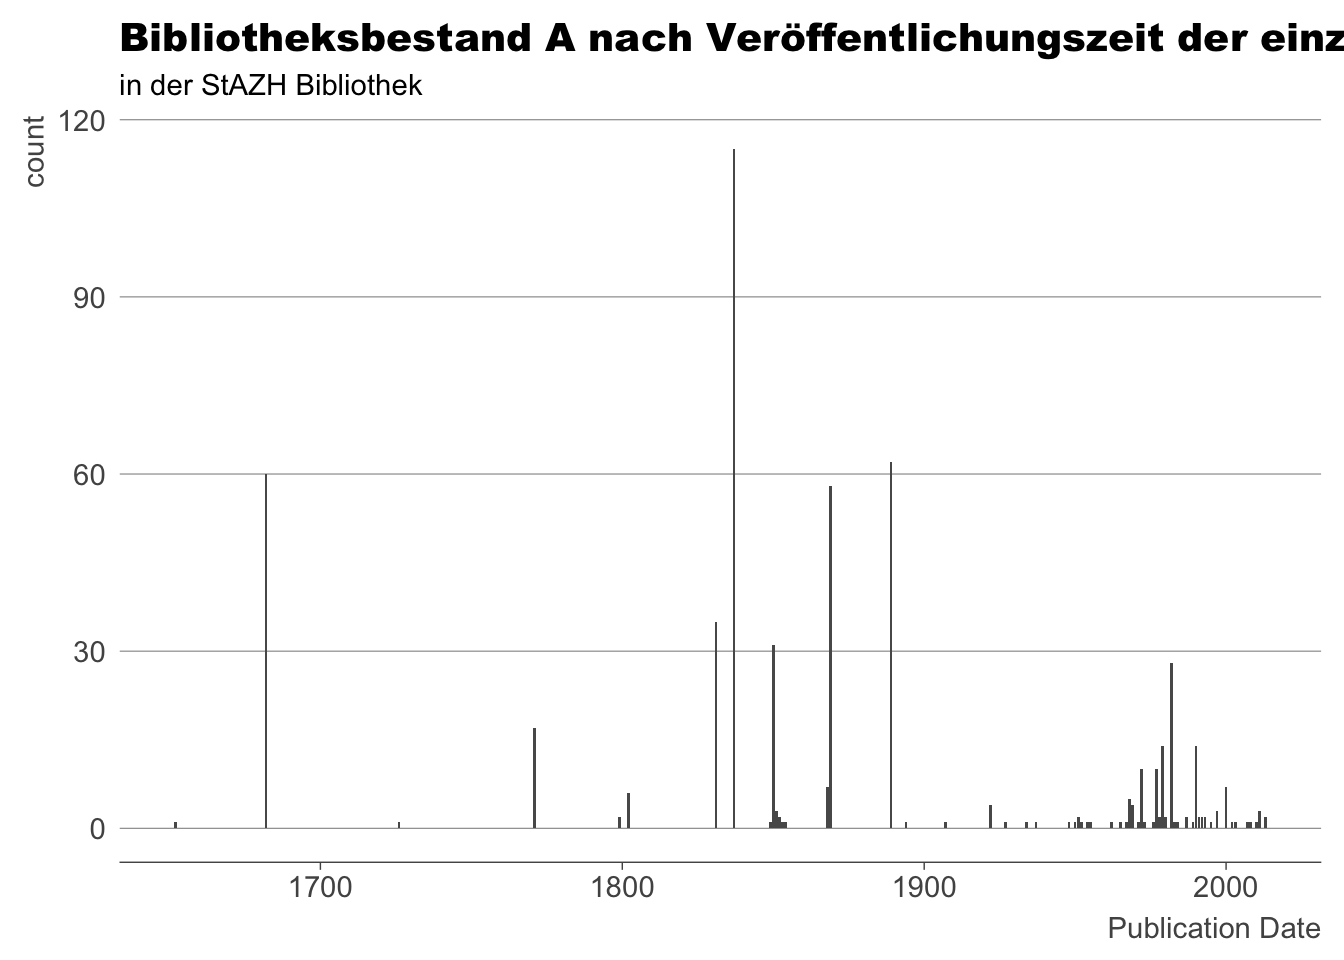 Bibliotheksbestand A nach Veröffentlichungszeit der einz
in der StAZH Bibliothek
count
120
90
60
30
0
1700 1800 1900 2000
Publication Date